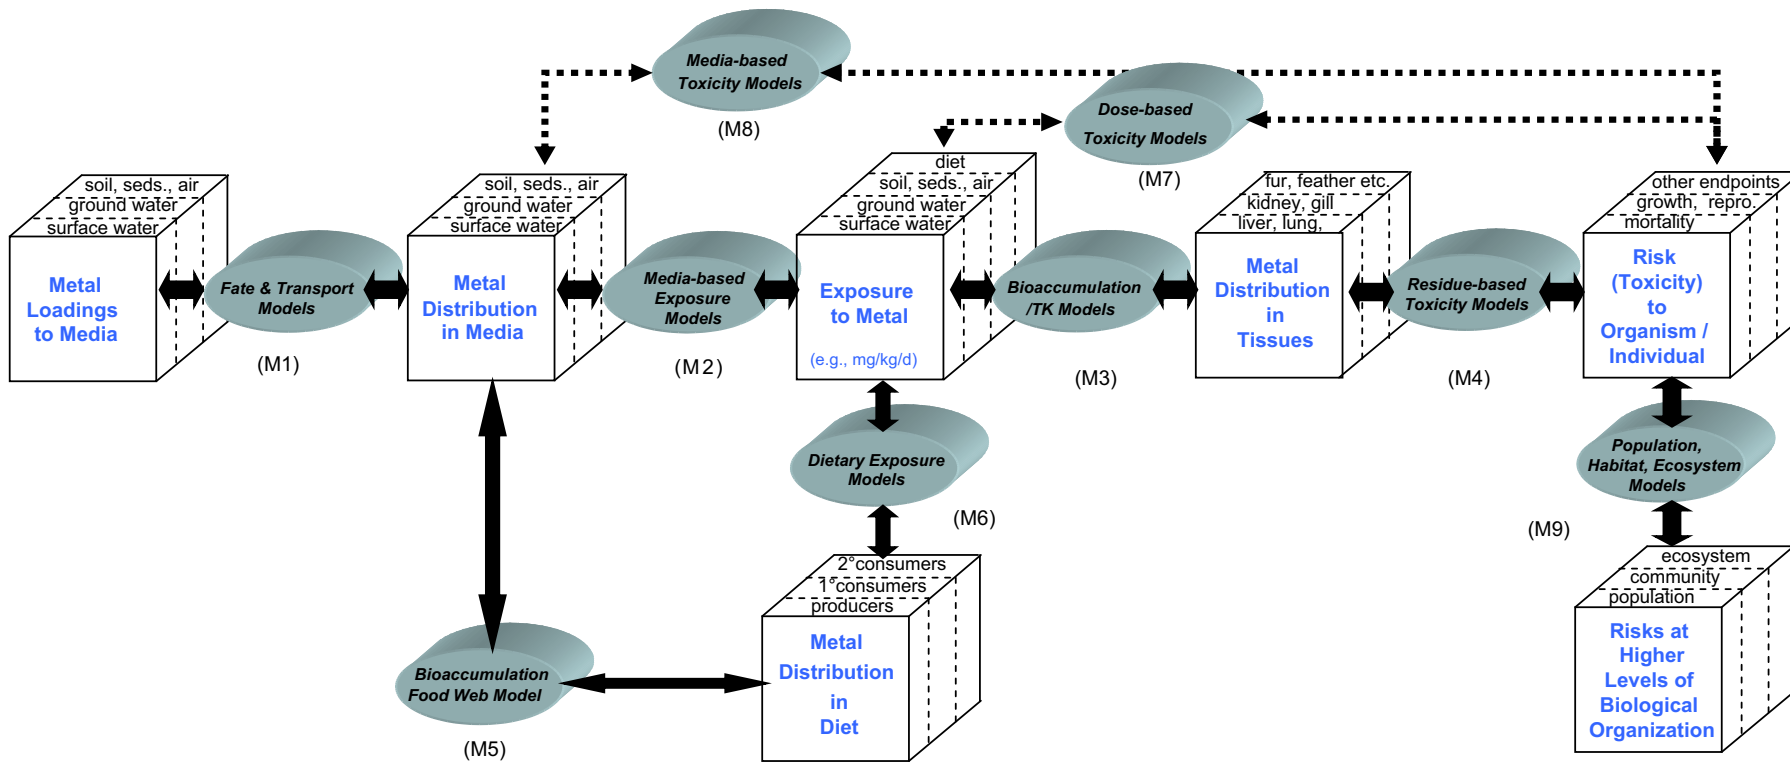 Media-based
Toxicity Models
(M8)
Dose-based
Toxicity Models
(M7)
soil, seds., air
ground water
surface water
Metal
Loadings
to Media
Fate & Transport
Models
(M1)
soil, seds., air
ground water
surface water
Metal
Distribution
in Media
Media-based
Exposure
Models
(M2)
diet
soil, seds., air
ground water
surface water
Exposure
to Metal
(e.g., mg/kg/d)
Bioaccumulation
/TK Models
(M3)
fur, feather etc.
kidney, gill
liver, lung,
Metal
Distribution
in
Tissues
Residue-based
Toxicity Models
(M4)
other endpoints
growth, repro.
mortality
Risk
(Toxicity)
to
Organism /
Individual
Dietary Exposure
Models
(M6)
Population,
Habitat, Ecosystem
Models
(M9)
2°consumers
1°consumers
producers
Metal
Distribution
in
Diet
Bioaccumulation
Food Web Model
(M5)
ecosystem
community
population
Risks at
Higher
Levels of
Biological
Organization